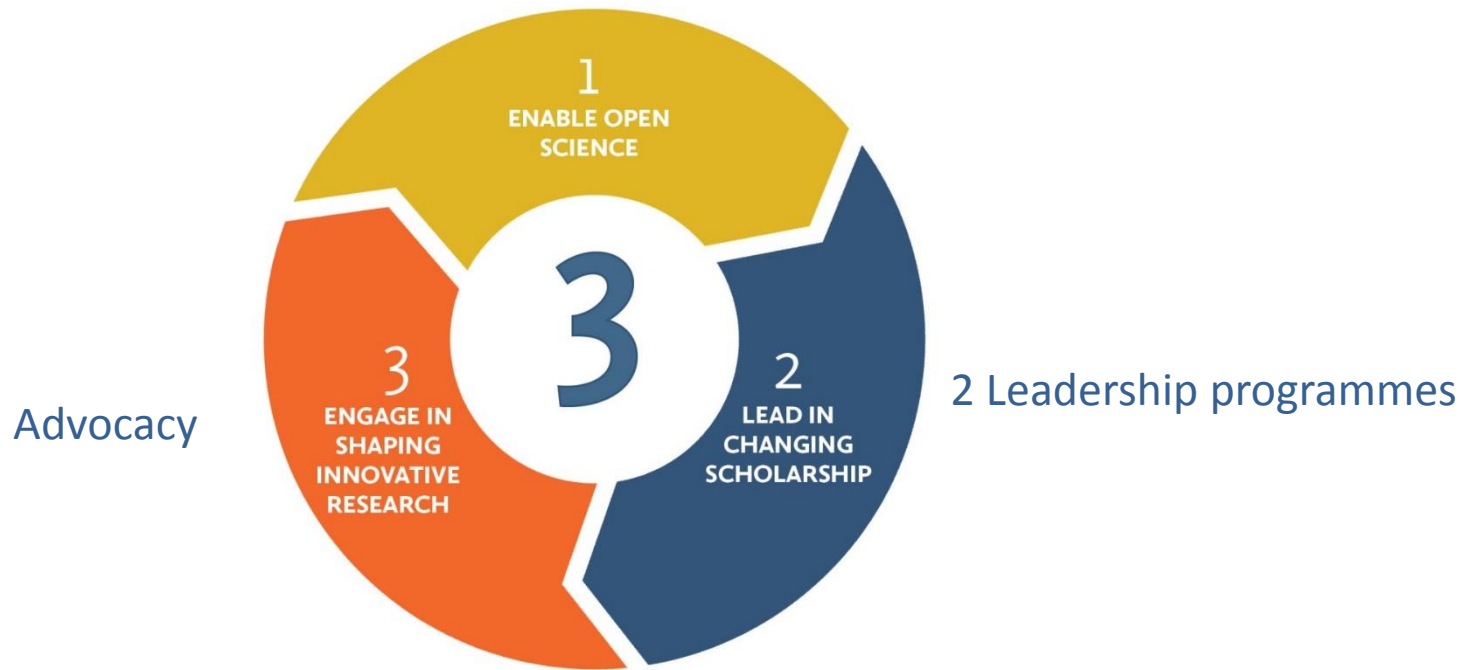 1
ENABLE OPEN
SCIENCE
3
2
LEAD IN
CHANGING
SCHOLARSHIP
2 Leadership programmes
3
ENGAGE IN
SHAPING
INNOVATIVE
RESEARCH
Advocacy